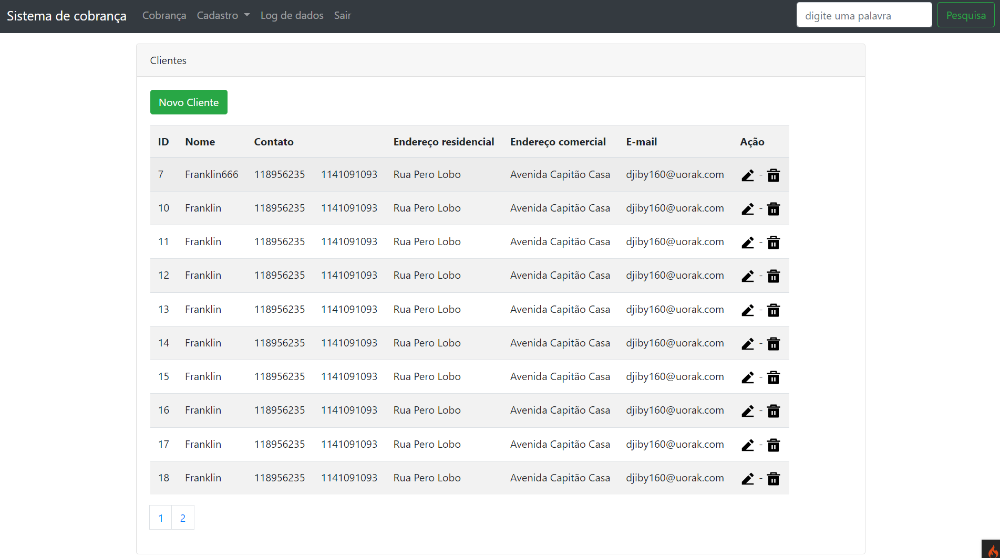 Sistema de cobrança Cobrança Cadastro Log de dados Sair digite uma palavra Pesquisa
Clientes
Novo Cliente
ID Nome Contato Endereço residencial Endereço comercial E-mail Ação
7 Franklin666 118956235 1141091093 Rua Pero Lobo Avenida Capitão Casa djiby160@uorak.com -
10 Franklin 118956235 1141091093 Rua Pero Lobo Avenida Capitão Casa djiby160@uorak.com -
11 Franklin 118956235 1141091093 Rua Pero Lobo Avenida Capitão Casa djiby160@uorak.com -
12 Franklin 118956235 1141091093 Rua Pero Lobo Avenida Capitão Casa djiby160@uorak.com -
13 Franklin 118956235 1141091093 Rua Pero Lobo Avenida Capitão Casa djiby160@uorak.com -
14 Franklin 118956235 1141091093 Rua Pero Lobo Avenida Capitão Casa djiby160@uorak.com -
15 Franklin 118956235 1141091093 Rua Pero Lobo Avenida Capitão Casa djiby160@uorak.com -
16 Franklin 118956235 1141091093 Rua Pero Lobo Avenida Capitão Casa djiby160@uorak.com -
17 Franklin 118956235 1141091093 Rua Pero Lobo Avenida Capitão Casa djiby160@uorak.com -
18 Franklin 118956235 1141091093 Rua Pero Lobo Avenida Capitão Casa djiby160@uorak.com -
1 2